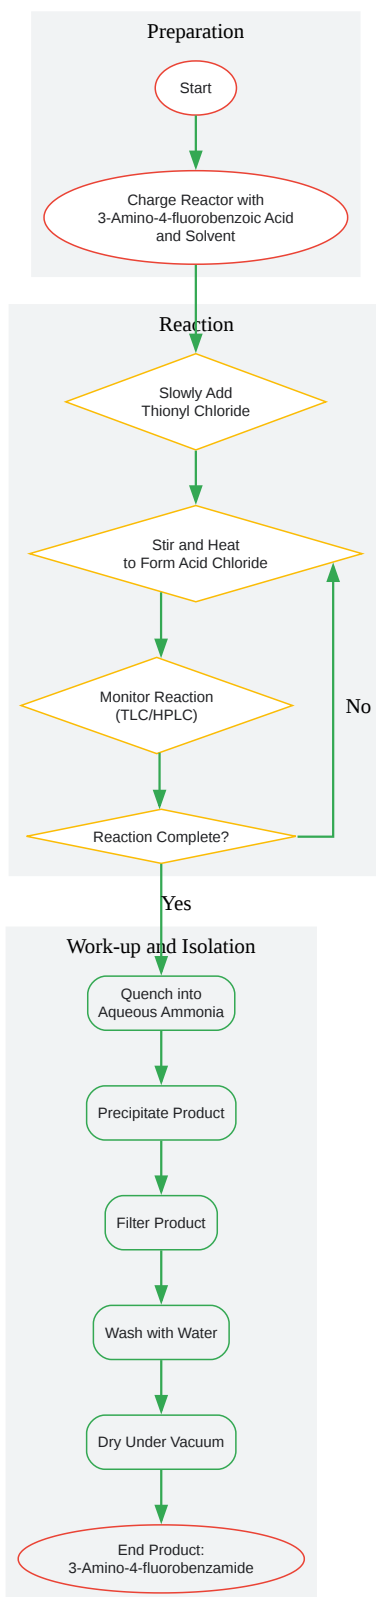 Preparation
Start
Charge Reactor with
3-Amino-4-fluorobenzoic Acid
and Solvent
Reaction
Slowly Add
Thionyl Chloride
Stir and Heat
to Form Acid Chloride
Monitor Reaction
(TLC/HPLC)
No
Reaction Complete?
Yes
Work-up and Isolation
Quench into
Aqueous Ammonia
Precipitate Product
Filter Product
Wash with Water
Dry Under Vacuum
End Product:
3-Amino-4-fluorobenzamide